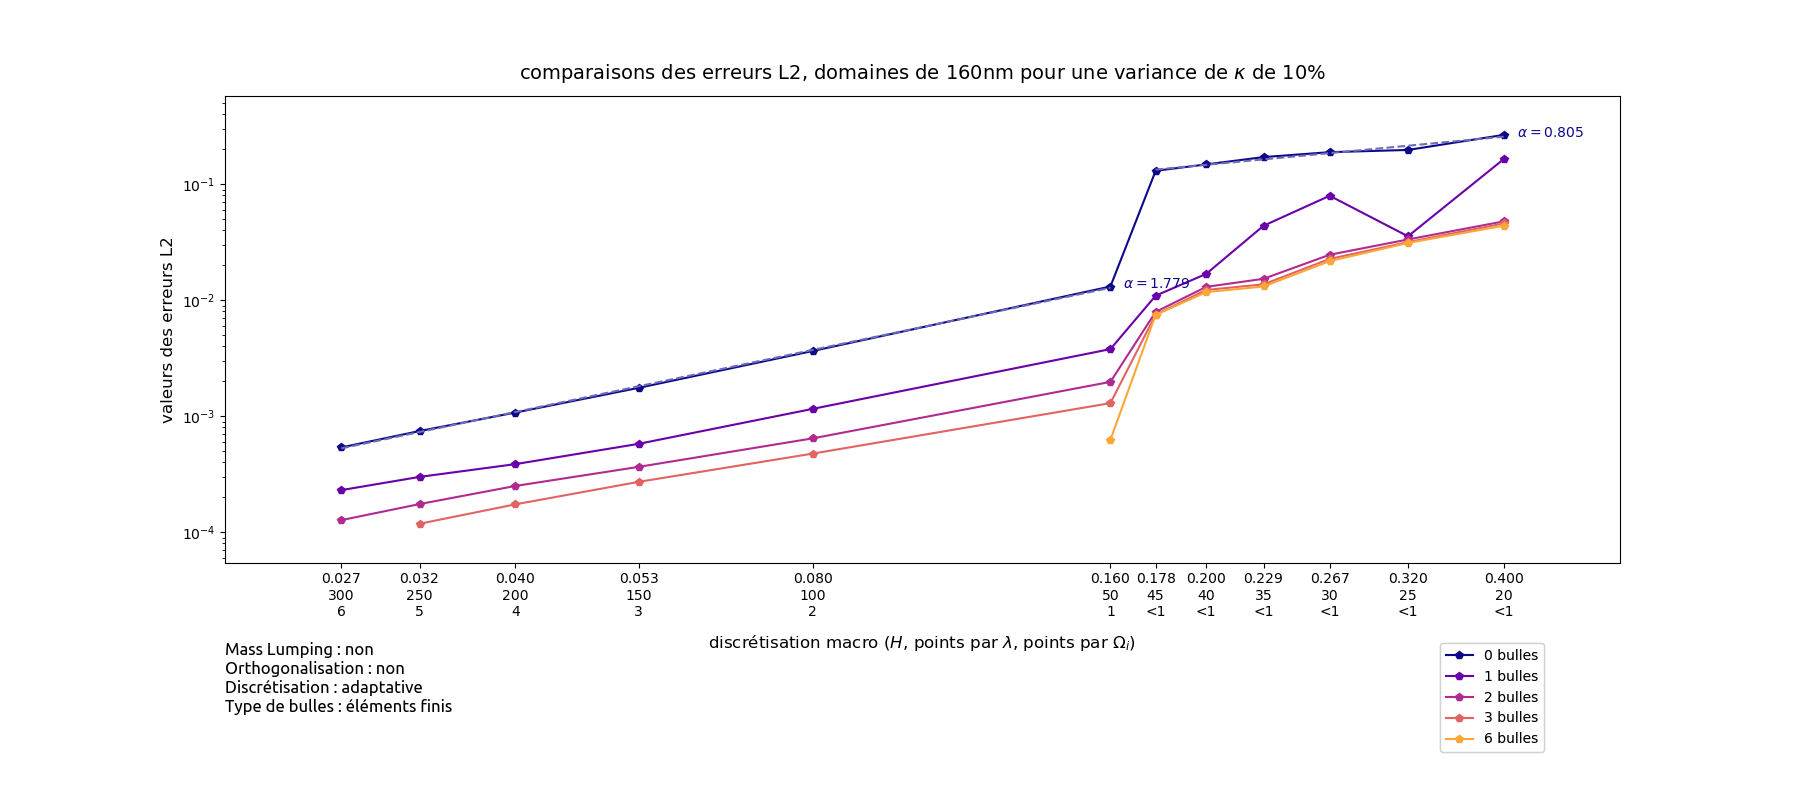 comparaisons des erreurs L2, domaines de 160nm pour une variance de κ de 10%
valeurs des erreurs L2
10⁻¹
10⁻²
10⁻³
10⁻⁴
α = 0.805
α = 1.779
0.027 0.032 0.040 0.053 0.080 0.160 0.178 0.200 0.229 0.267 0.320 0.400
300 250 200 150 100 50 45 40 35 30 25 20
6 5 4 3 2 1 <1 <1 <1 <1 <1 <1
discrétisation macro (H, points par λ, points par Ωᵢ)
Mass Lumping : non
Orthogonalisation : non
Discrétisation : adaptative
Type de bulles : éléments finis
0 bulles
1 bulles
2 bulles
3 bulles
6 bulles